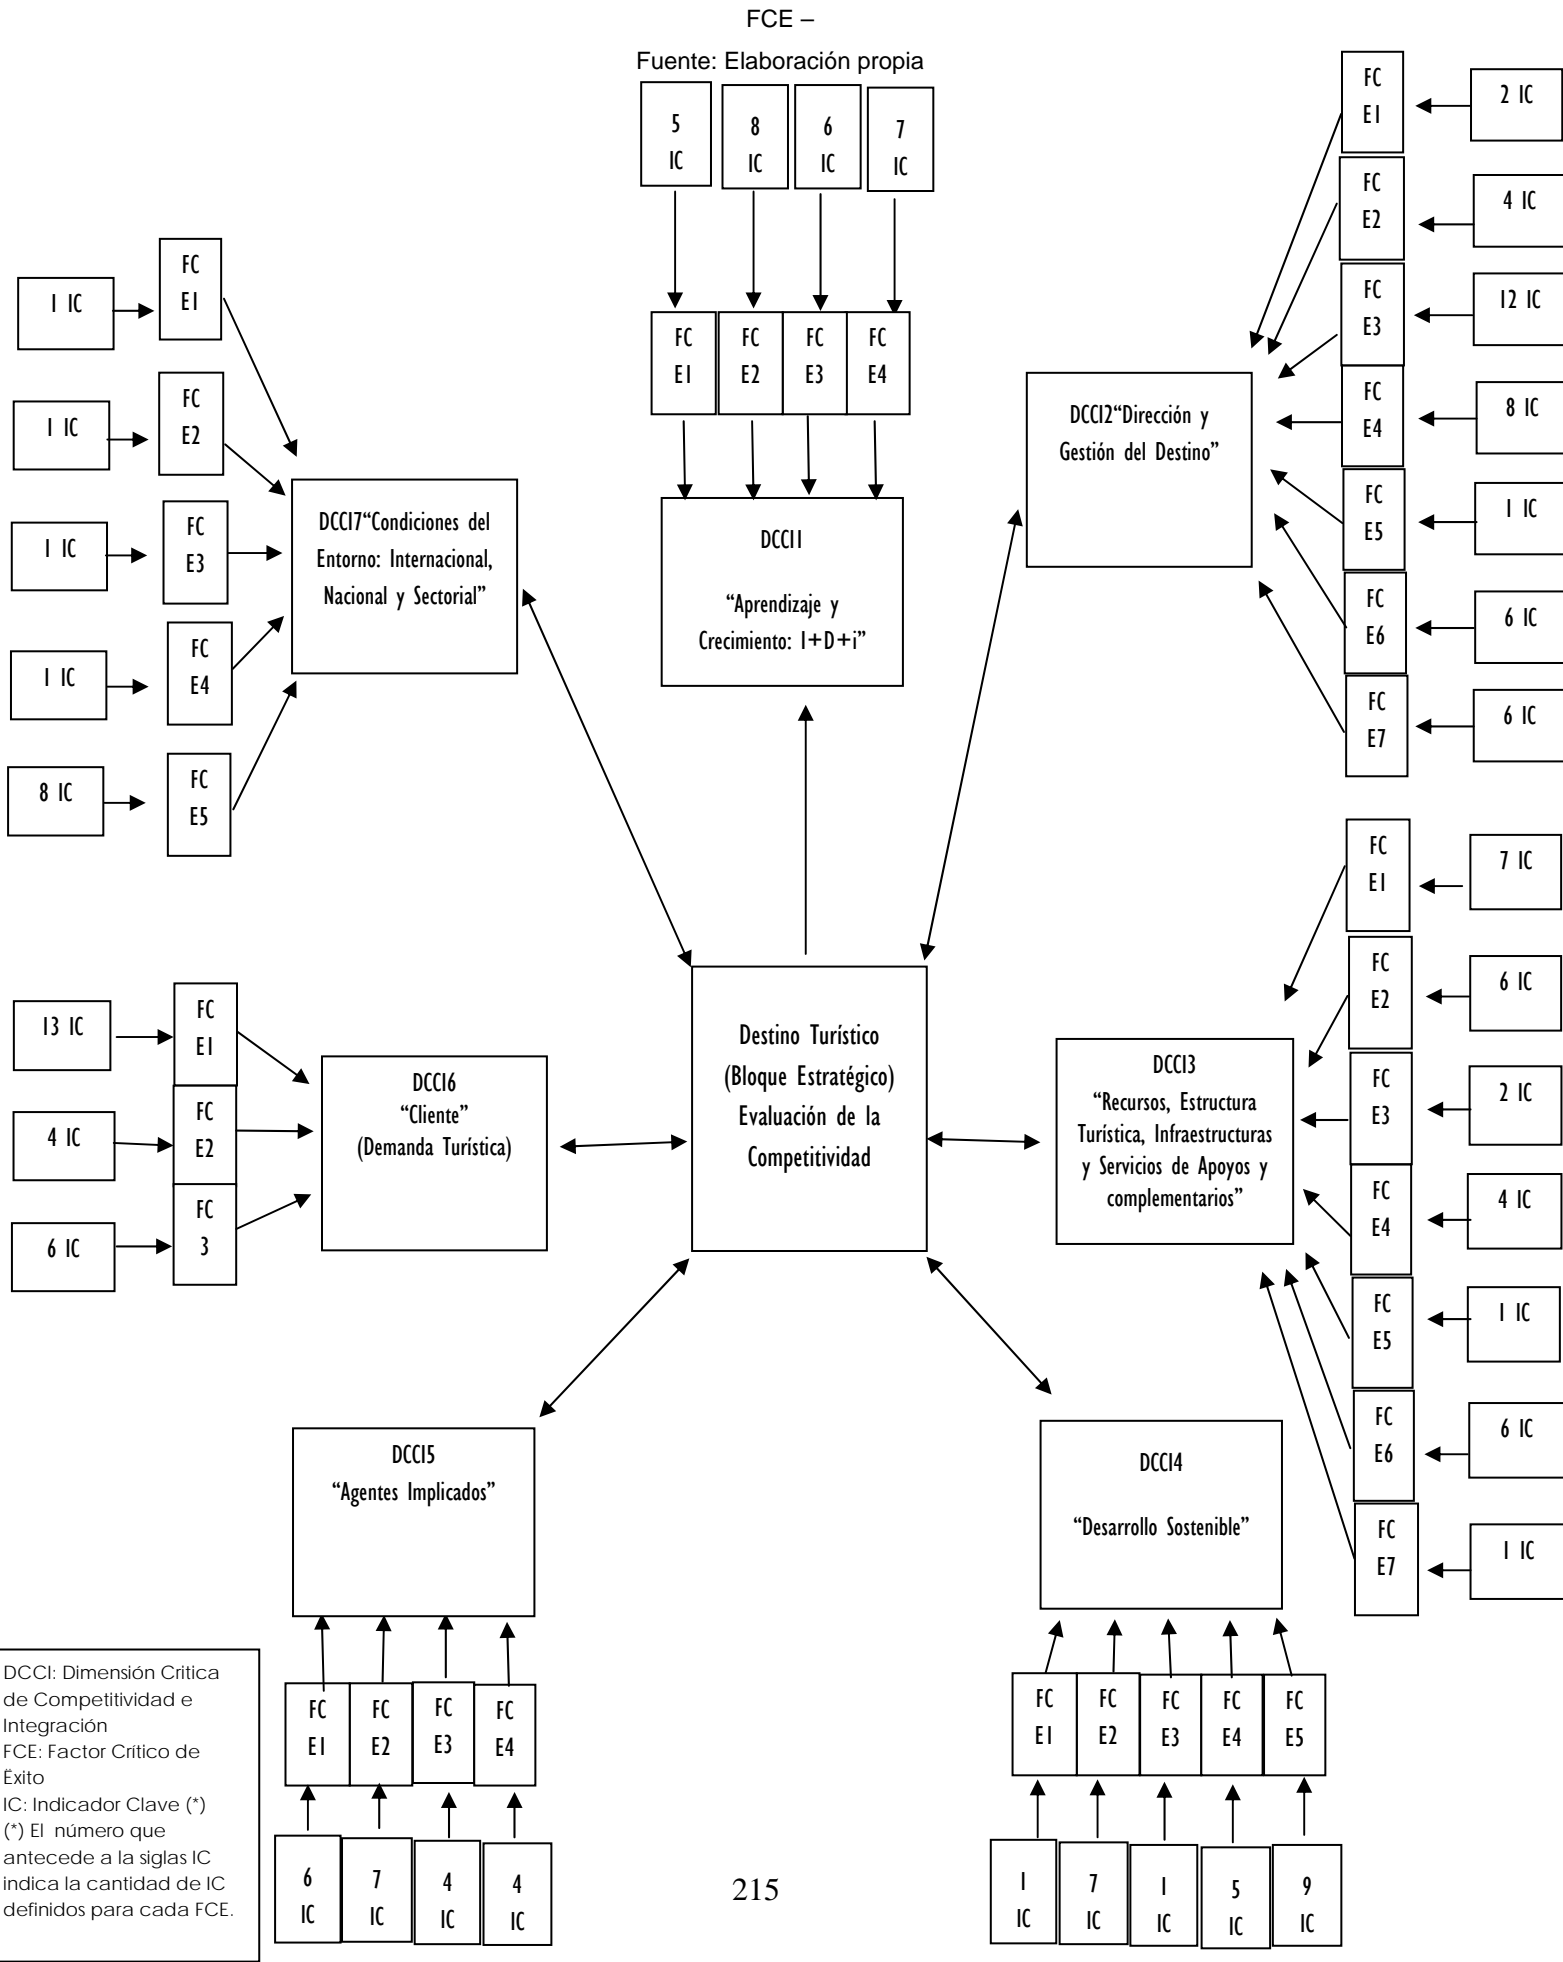 FCE –
Fuente: Elaboración propia
5
IC
8
IC
6
IC
7
IC
FC
E1
FC
E2
FC
E3
FC
E4
DCCI1
“Aprendizaje y
Crecimiento: I+D+i”
FC
E1
2 IC
FC
E2
4 IC
FC
E3
12 IC
FC
E4
8 IC
FC
E5
1 IC
FC
E6
6 IC
FC
E7
6 IC
DCCI2“Dirección y
Gestión del Destino”
1 IC
FC
E1
1 IC
FC
E2
1 IC
FC
E3
1 IC
FC
E4
8 IC
FC
E5
DCCI7“Condiciones del
Entorno: Internacional,
Nacional y Sectorial”
13 IC
FC
E1
4 IC
FC
E2
6 IC
FC
3
DCCI6
“Cliente”
(Demanda Turística)
Destino Turístico
(Bloque Estratégico)
Evaluación de la
Competitividad
DCCI3
“Recursos, Estructura
Turística, Infraestructuras
y Servicios de Apoyos y
complementarios”
FC
E1
7 IC
FC
E2
6 IC
FC
E3
2 IC
FC
E4
4 IC
FC
E5
1 IC
FC
E6
6 IC
FC
E7
1 IC
DCCI5
“Agentes Implicados”
FC
E1
FC
E2
FC
E3
FC
E4
6
IC
7
IC
4
IC
4
IC
DCCI4
“Desarrollo Sostenible”
FC
E1
FC
E2
FC
E3
FC
E4
FC
E5
1
IC
7
IC
1
IC
5
IC
9
IC
DCCI: Dimensión Critica
de Competitividad e
Integración
FCE: Factor Crítico de
Ëxito
IC: Indicador Clave (*)
(*) El número que
antecede a la siglas IC
indica la cantidad de IC
definidos para cada FCE.
215